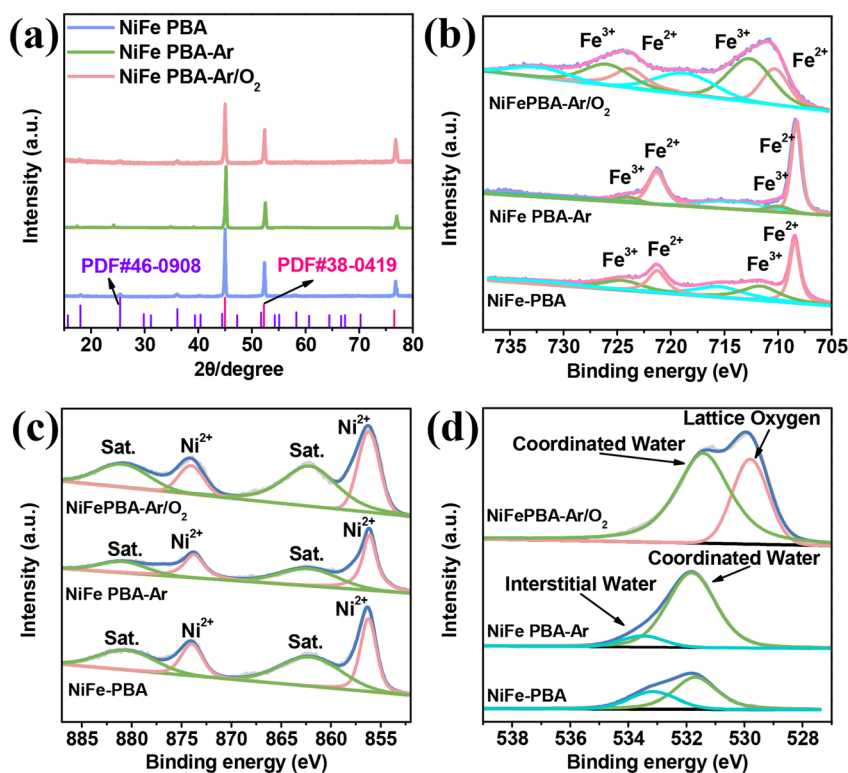 (a)
NiFe PBA
NiFe PBA-Ar
NiFe PBA-Ar/O₂
PDF#46-0908
PDF#38-0419
Intensity (a.u.)
20 30 40 50 60 70 80
2θ/degree
(b)
Fe³⁺
Fe²⁺
Fe³⁺
Fe²⁺
NiFePBA-Ar/O₂
Fe³⁺
Fe²⁺
Fe³⁺
Fe²⁺
NiFe PBA-Ar
Fe³⁺
Fe²⁺
Fe³⁺
Fe²⁺
NiFe-PBA
Intensity (a.u.)
735 730 725 720 715 710 705
Binding energy (eV)
(c)
Sat.
Ni²⁺
Sat.
Ni²⁺
NiFePBA-Ar/O₂
Sat.
Ni²⁺
Sat.
Ni²⁺
NiFe PBA-Ar
Sat.
Ni²⁺
Sat.
Ni²⁺
NiFe-PBA
Intensity (a.u.)
885 880 875 870 865 860 855
Binding energy (eV)
(d)
Lattice Oxygen
Coordinated Water
NiFePBA-Ar/O₂
Coordinated Water
Interstitial Water
NiFe PBA-Ar
NiFe-PBA
Intensity (a.u.)
538 536 534 532 530 528
Binding energy (eV)